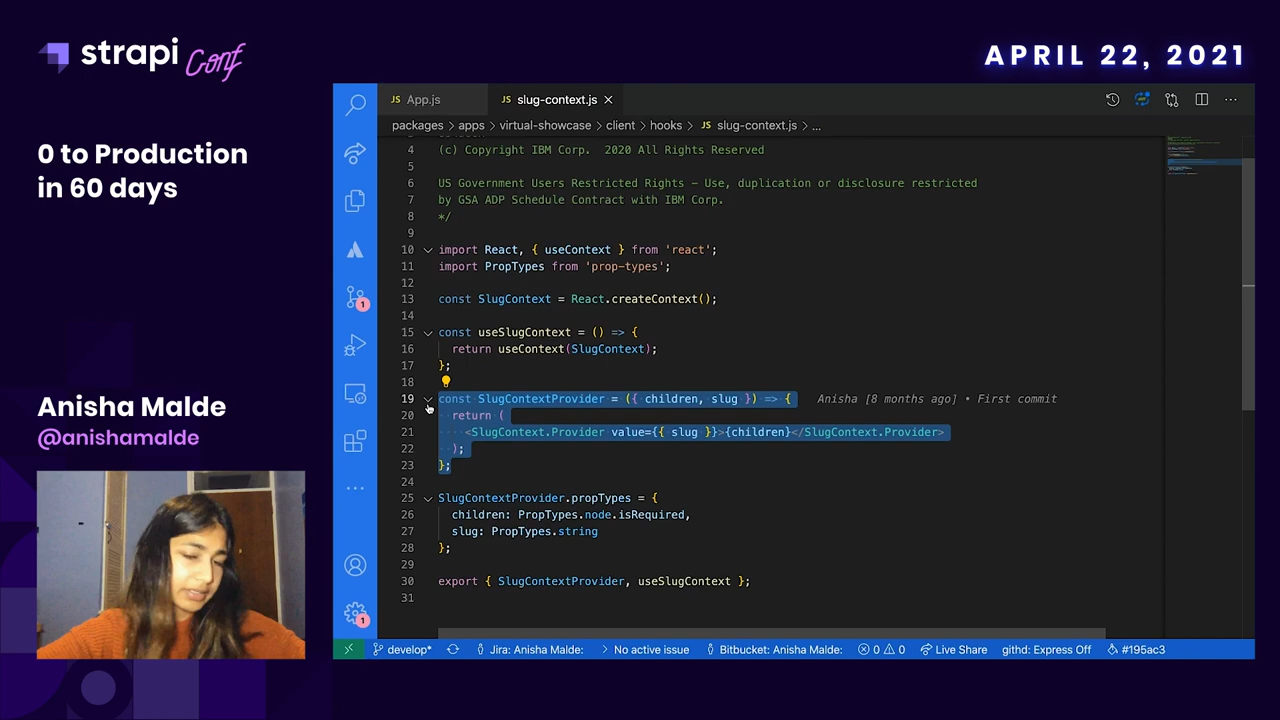 strapi Conf
APRIL 22, 2021
0 to Production
in 60 days
Anisha Malde
@anishamalde
JS App.js
JS slug-context.js ×
packages > apps > virtual-showcase > client > hooks > JS slug-context.js > ...
4 (c) Copyright IBM Corp.  2020 All Rights Reserved
5
6 US Government Users Restricted Rights - Use, duplication or disclosure restricted
7 by GSA ADP Schedule Contract with IBM Corp.
8 */
9
10 import React, { useContext } from 'react';
11 import PropTypes from 'prop-types';
12
13 const SlugContext = React.createContext();
14
15 const useSlugContext = () => {
16   return useContext(SlugContext);
17 };
18
19 const SlugContextProvider = ({ children, slug }) => { Anisha [8 months ago] • First commit
20   return (
21     <SlugContext.Provider value={{ slug }}>{children}</SlugContext.Provider>
22   );
23 };
24
25 SlugContextProvider.propTypes = {
26   children: PropTypes.node.isRequired,
27   slug: PropTypes.string
28 };
29
30 export { SlugContextProvider, useSlugContext };
31
1
1
develop* Jira: Anisha Malde: > No active issue Bitbucket: Anisha Malde: 0 0 Live Share githd: Express Off #195ac3